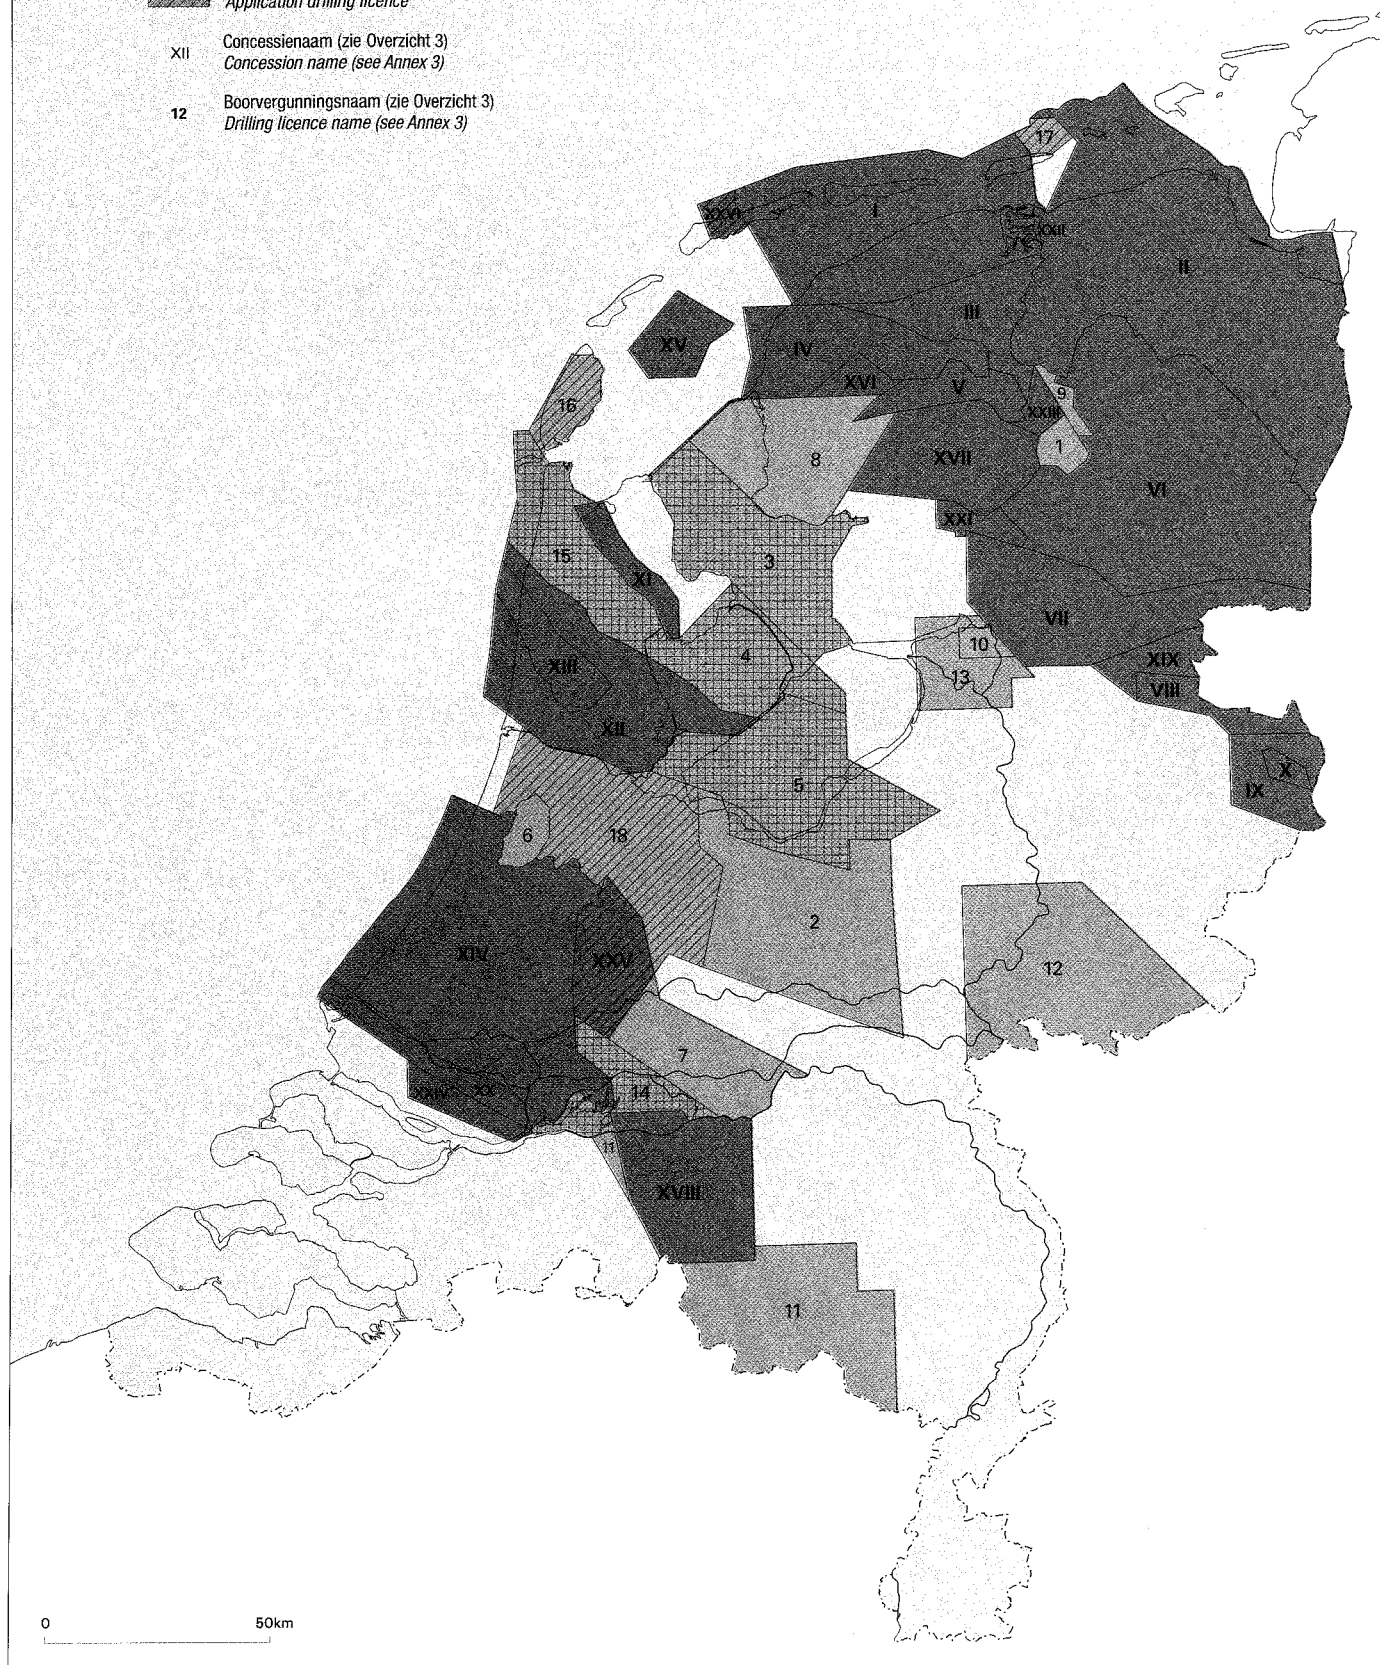 Application drilling licence
XII Concessienaam (zie Overzicht 3)
Concession name (see Annex 3)
12 Boorvergunningsnaam (zie Overzicht 3)
Drilling licence name (see Annex 3)
17
XXVI
I
XXII
II
III
XV
IV
XVI
V
9
XXIII
16
1
8
XVII
VI
XXI
15
3
XI
VII
10
4
XIII
XIX
13
VIII
XII
X
5
IX
6
18
2
XIV
XXV
12
7
XXIV
XX
14
11
XVIII
11
0 50km